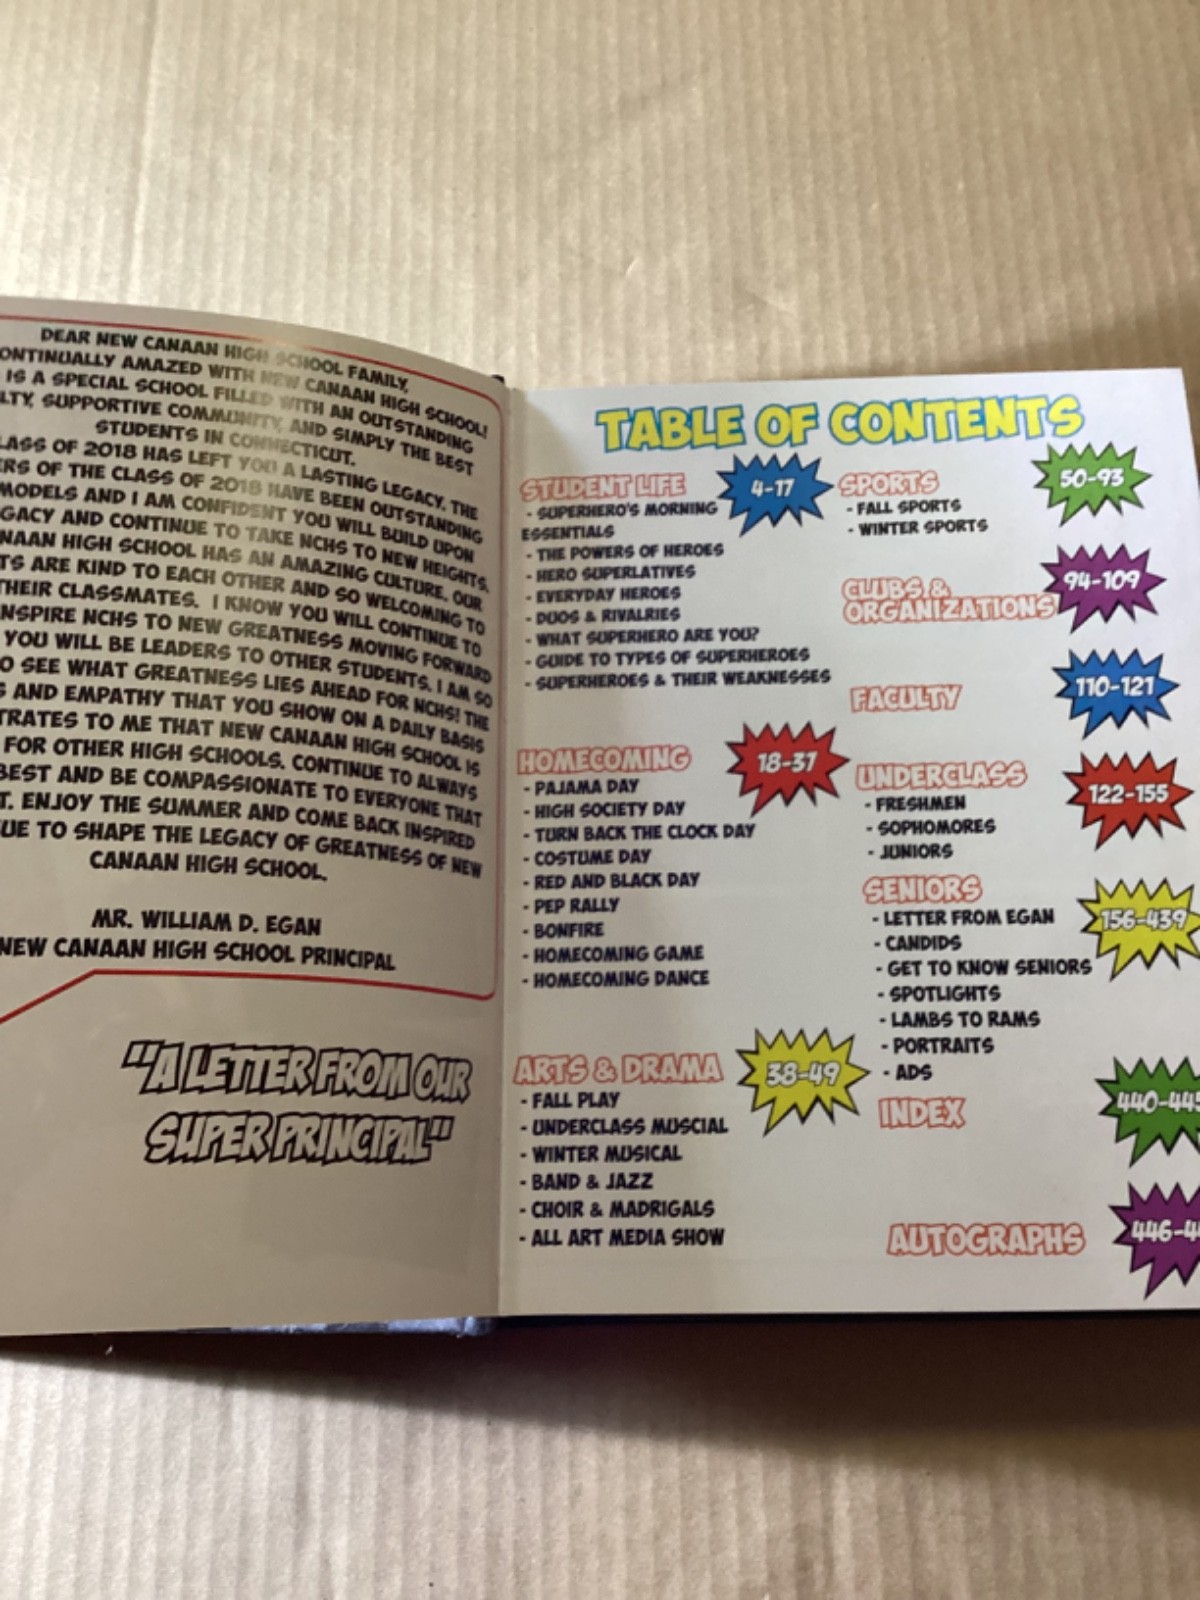 DEAR NEW CANAAN HIGH SCHOOL FAMILY,
AMAZED WITH NEW CANAAN HIGH SCHOOL!
IS A SPECIAL SCHOOL FILLED WITH AN OUTSTANDING
SUPPORTIVE COMMUNITY, AND SIMPLY THE BEST
STUDENTS IN CONNECTICUT.
OF 2018 HAS LEFT YOU A LASTING LEGACY. THE
OF THE CLASS OF 2018 HAVE BEEN OUTSTANDING
MODELS AND I AM CONFIDENT YOU WILL BUILD UPON
AND CONTINUE TO TAKE NCHS TO NEW HEIGHTS.
HIGH SCHOOL HAS AN AMAZING CULTURE. OUR
ARE KIND TO EACH OTHER AND SO WELCOMING TO
THEIR CLASSMATES. I KNOW YOU WILL CONTINUE TO
INSPIRE NCHS TO NEW GREATNESS MOVING FORWARD
YOU WILL BE LEADERS TO OTHER STUDENTS. I AM SO
TO SEE WHAT GREATNESS LIES AHEAD FOR NCHS! THE
AND EMPATHY THAT YOU SHOW ON A DAILY BASIS
TO ME THAT NEW CANAAN HIGH SCHOOL IS
FOR OTHER HIGH SCHOOLS. CONTINUE TO ALWAYS
BEST AND BE COMPASSIONATE TO EVERYONE THAT
ENJOY THE SUMMER AND COME BACK INSPIRED
TO SHAPE THE LEGACY OF GREATNESS OF NEW
CANAAN HIGH SCHOOL.
MR. WILLIAM D. EGAN
NEW CANAAN HIGH SCHOOL PRINCIPAL
"A LETTER FROM OUR
SUPER PRINCIPAL"
TABLE OF CONTENTS
STUDENT LIFE 4-17
- SUPERHERO'S MORNING
ESSENTIALS
- THE POWERS OF HEROES
- HERO SUPERLATIVES
- EVERYDAY HEROES
- DUOS & RIVALRIES
- WHAT SUPERHERO ARE YOU?
- GUIDE TO TYPES OF SUPERHEROES
- SUPERHEROES & THEIR WEAKNESSES
HOMECOMING 18-37
- PAJAMA DAY
- HIGH SOCIETY DAY
- TURN BACK THE CLOCK DAY
- COSTUME DAY
- RED AND BLACK DAY
- PEP RALLY
- BONFIRE
- HOMECOMING GAME
- HOMECOMING DANCE
ARTS & DRAMA 38-49
- FALL PLAY
- UNDERCLASS MUSCIAL
- WINTER MUSICAL
- BAND & JAZZ
- CHOIR & MADRIGALS
- ALL ART MEDIA SHOW
SPORTS 50-93
- FALL SPORTS
- WINTER SPORTS
CLUBS &
ORGANIZATIONS 94-109
FACULTY 110-121
UNDERCLASS 122-155
- FRESHMEN
- SOPHOMORES
- JUNIORS
SENIORS 156-439
- LETTER FROM EGAN
- CANDIDS
- GET TO KNOW SENIORS
- SPOTLIGHTS
- LAMBS TO RAMS
- PORTRAITS
- ADS
INDEX 440-445
AUTOGRAPHS